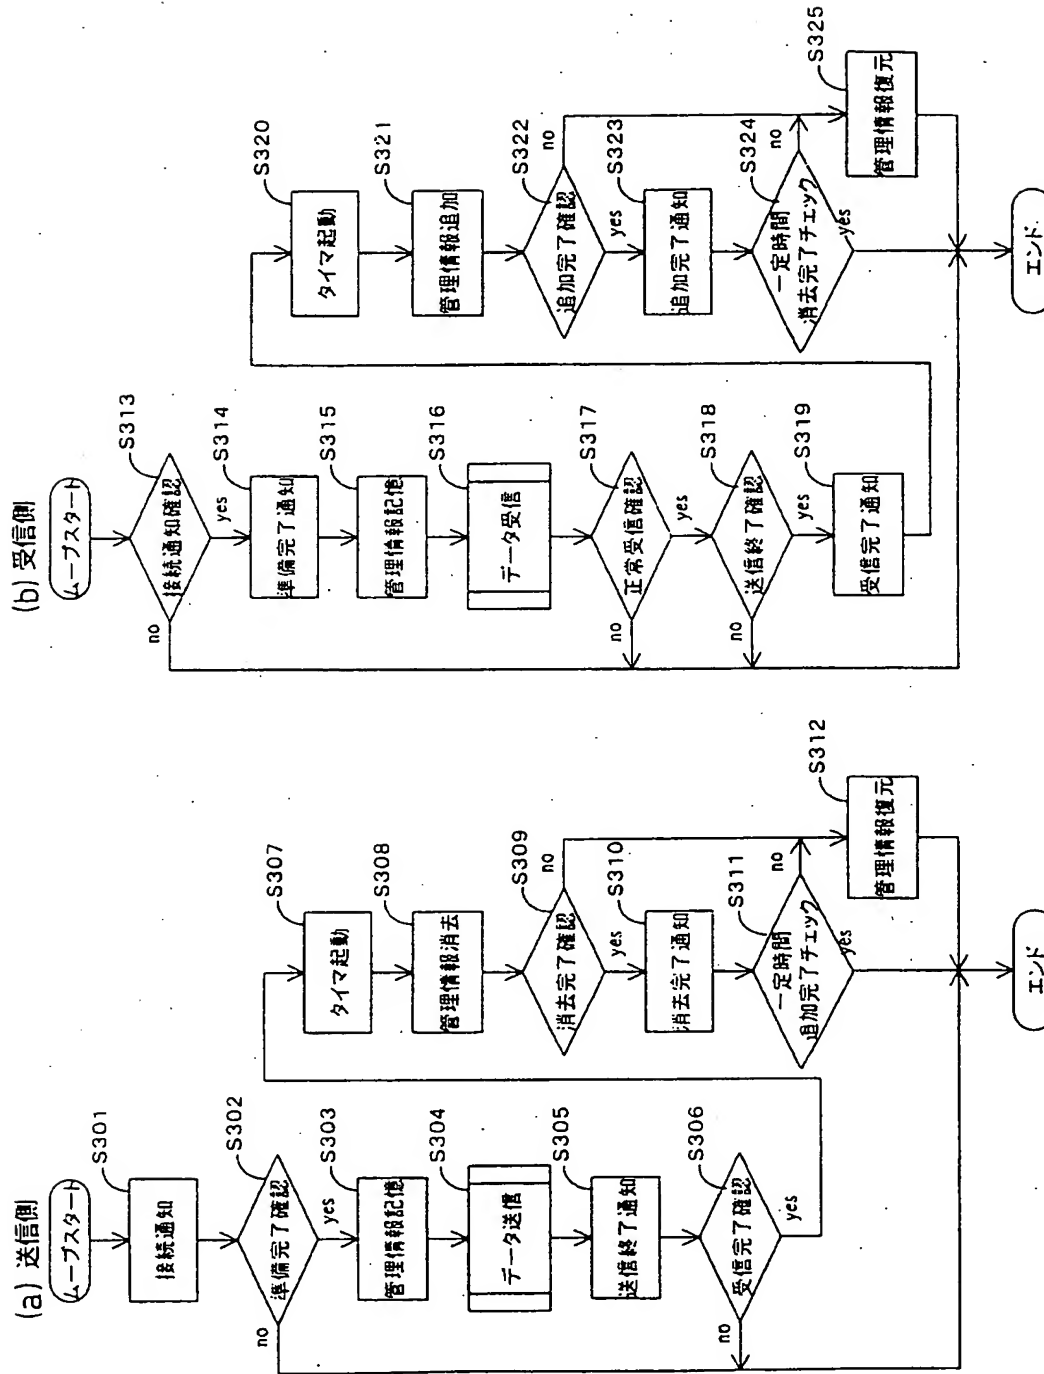 (a) 送信側
ムーブスタート
S301
接続通知
S302
準備完了確認
no
yes
S303
管理情報記憶
S304
データ送信
S305
送信終了通知
S306
受信完了確認
no
yes
S307
タイマ起動
S308
管理情報消去
S309
消去完了確認
no
yes
S310
消去完了通知
S311
一定時間
追加完了チェック
no
yes
S312
管理情報復元
エンド
(b) 受信側
ムーブスタート
S313
接続通知確認
no
yes
S314
準備完了通知
S315
管理情報記憶
S316
データ受信
S317
正常受信確認
no
yes
S318
送信終了確認
no
yes
S319
受信完了通知
S320
タイマ起動
S321
管理情報追加
S322
追加完了確認
no
yes
S323
追加完了通知
S324
一定時間
消去完了チェック
no
yes
S325
管理情報復元
エンド